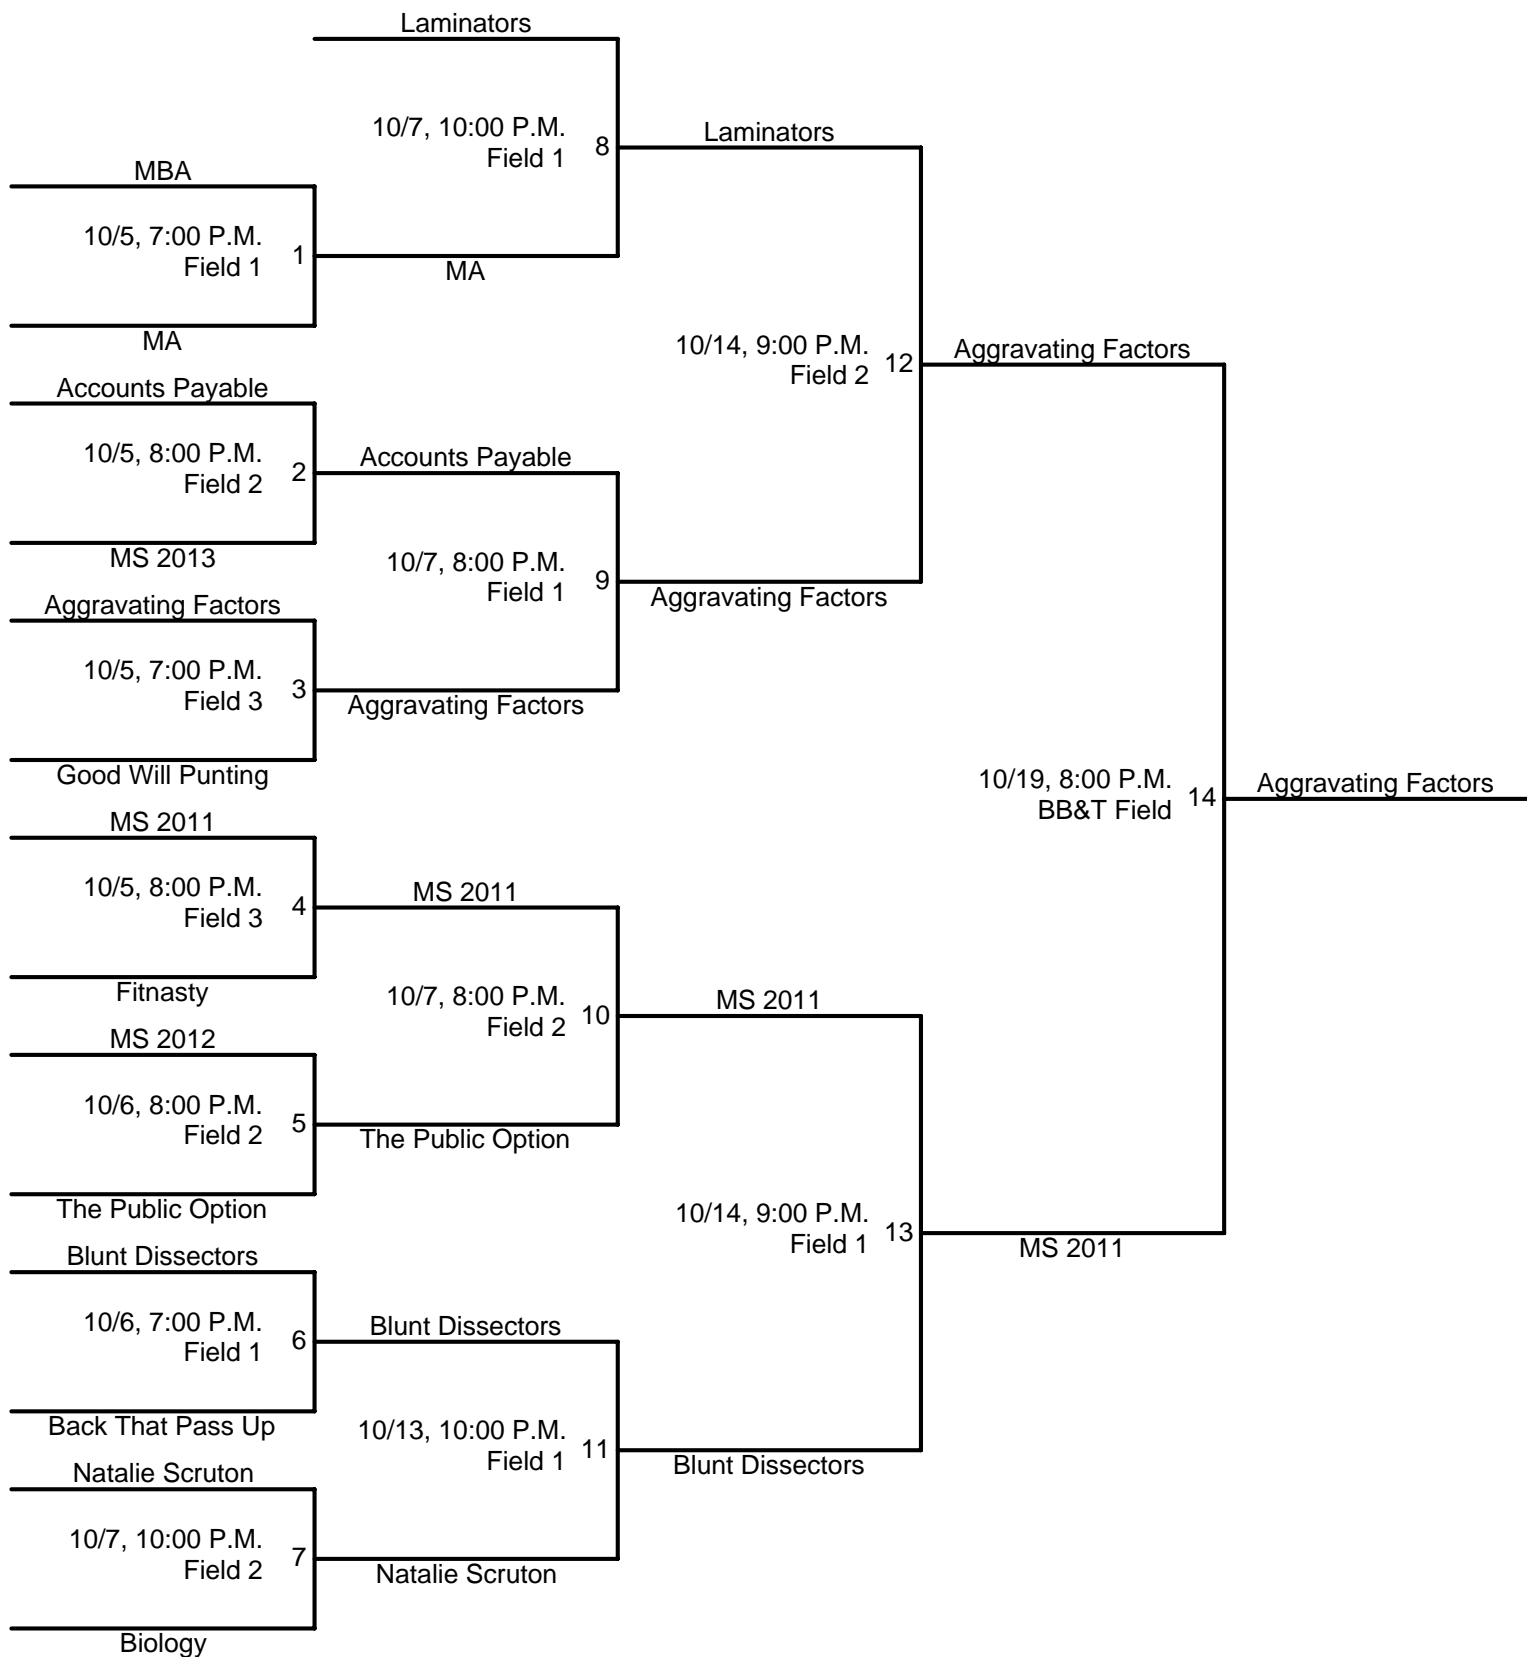 Laminators
10/7, 10:00 P.M.
Field 1
8
Laminators
MBA
10/5, 7:00 P.M.
Field 1
1
MA
MA
10/14, 9:00 P.M.
Field 2
12
Aggravating Factors
Accounts Payable
10/5, 8:00 P.M.
Field 2
2
Accounts Payable
MS 2013
10/7, 8:00 P.M.
Field 1
9
Aggravating Factors
Aggravating Factors
10/5, 7:00 P.M.
Field 3
3
Aggravating Factors
Good Will Punting
10/19, 8:00 P.M.
BB&T Field
14
Aggravating Factors
MS 2011
10/5, 8:00 P.M.
Field 3
4
MS 2011
Fitnasty
10/7, 8:00 P.M.
Field 2
10
MS 2011
MS 2012
10/6, 8:00 P.M.
Field 2
5
The Public Option
The Public Option
10/14, 9:00 P.M.
Field 1
13
MS 2011
Blunt Dissectors
10/6, 7:00 P.M.
Field 1
6
Blunt Dissectors
Back That Pass Up
10/13, 10:00 P.M.
Field 1
11
Blunt Dissectors
Natalie Scruton
10/7, 10:00 P.M.
Field 2
7
Natalie Scruton
Biology